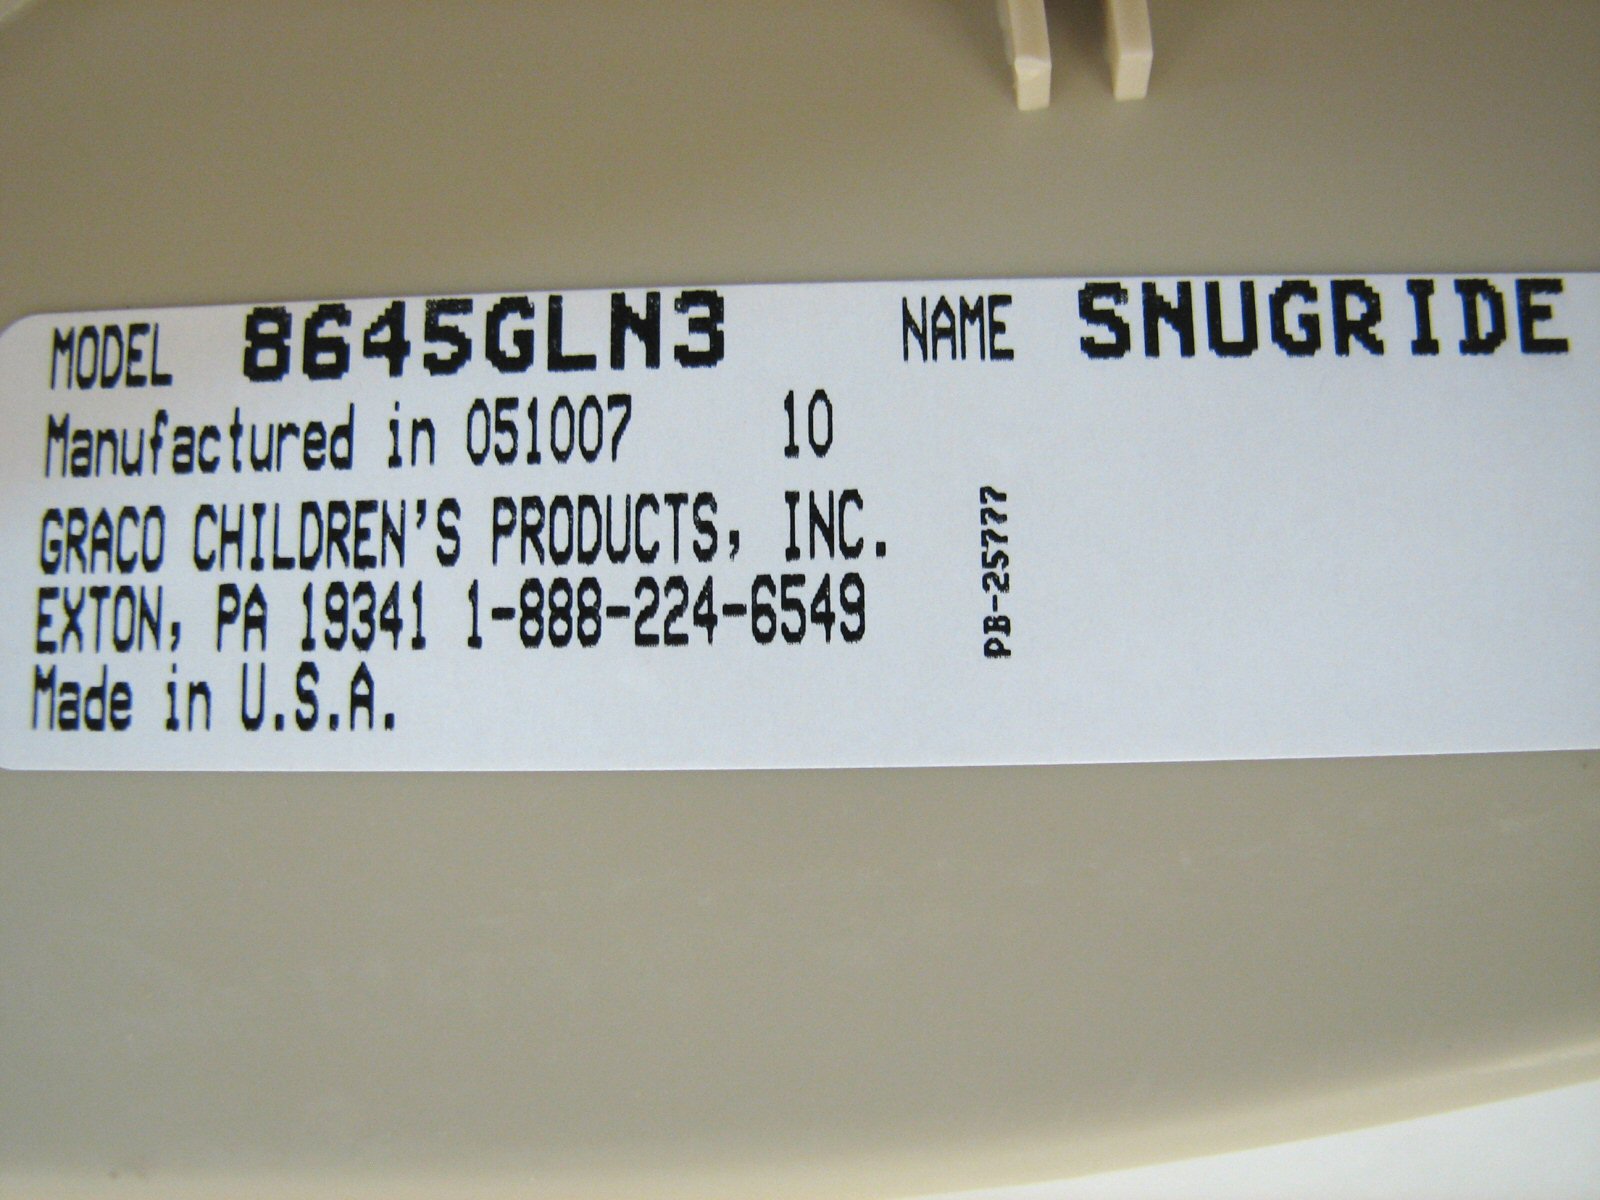 MODEL 8645GLN3 NAME SNUGRIDE
Manufactured in 051007 10
GRACO CHILDREN'S PRODUCTS, INC.
EXTON, PA 19341 1-888-224-6549
Made in U.S.A.
PB-25777